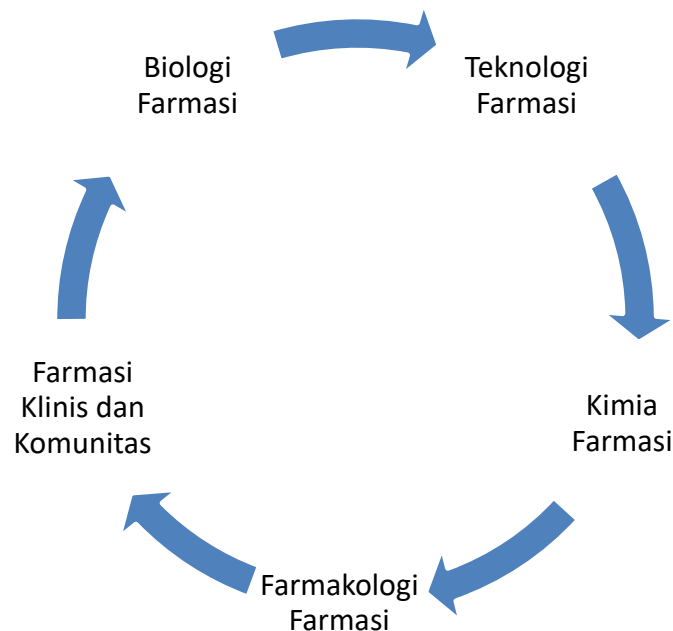 Biologi
Farmasi
Teknologi
Farmasi
Kimia
Farmasi
Farmakologi
Farmasi
Farmasi
Klinis dan
Komunitas